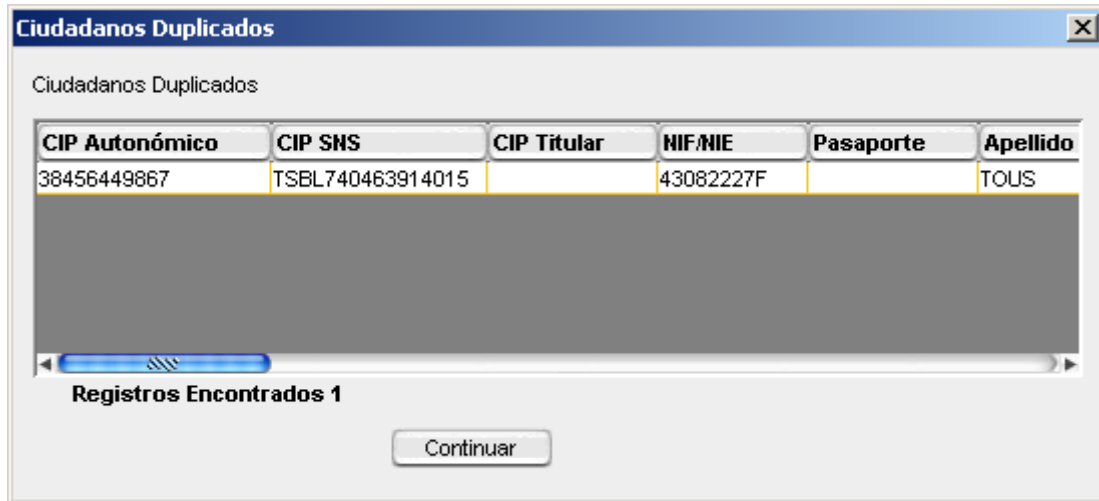 Ciudadanos Duplicados
Ciudadanos Duplicados
CIP Autonómico CIP SNS CIP Titular NIF/NIE Pasaporte Apellido
38456449867 TSBL740463914015 43082227F TOUS
Registros Encontrados 1
Continuar